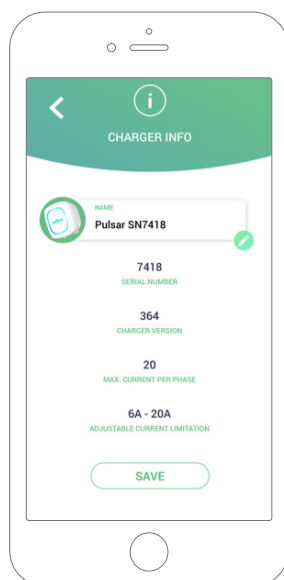 i
CHARGER INFO
NAME
Pulsar SN7418
7418
SERIAL NUMBER
364
CHARGER VERSION
20
MAX. CURRENT PER PHASE
6A - 20A
ADJUSTABLE CURRENT LIMITATION
SAVE